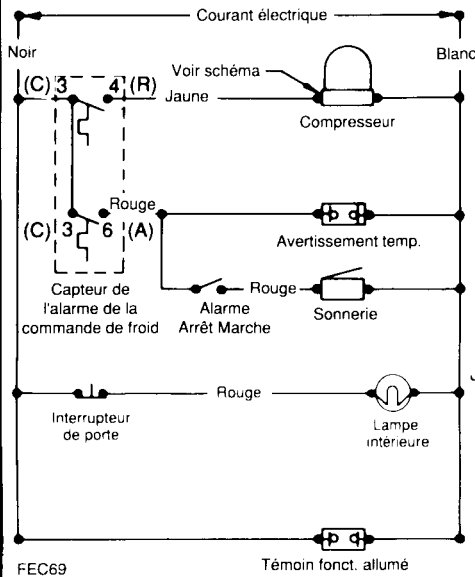 Courant électrique
Noir
Blanc
Voir schéma
(C) 3 4 (R)
Jaune
Compresseur
Rouge
(C) 3 6 (A)
Avertissement temp.
Capteur de
l'alarme de la
commande de froid
Rouge
Alarme
Arrêt Marche
Sonnerie
Rouge
Interrupteur
de porte
Lampe
intérieure
Témoin fonct. allumé
FEC69